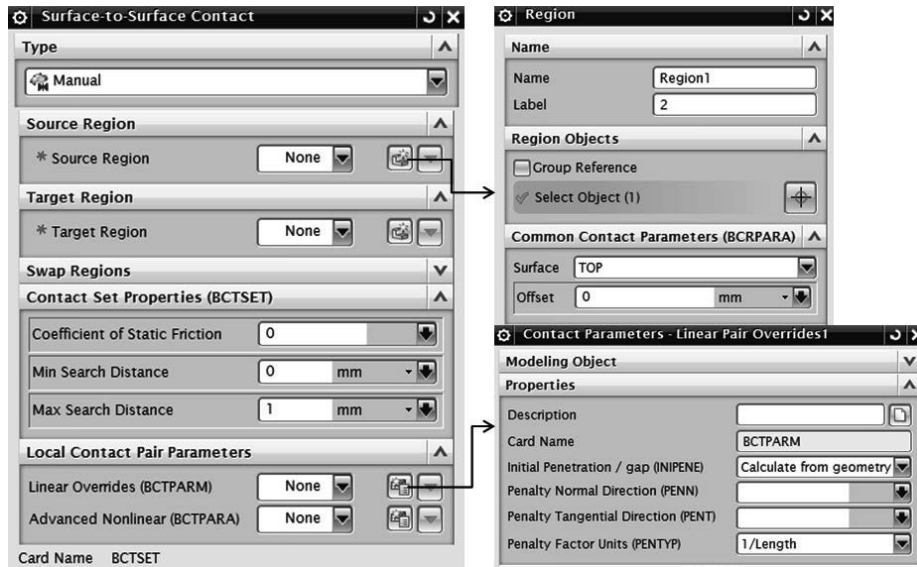 Surface-to-Surface Contact
Type
Manual
Source Region
* Source Region None
Target Region
* Target Region None
Swap Regions
Contact Set Properties (BCTSET)
Coefficient of Static Friction 0
Min Search Distance 0 mm
Max Search Distance 1 mm
Local Contact Pair Parameters
Linear Overrides (BCTPARM) None
Advanced Nonlinear (BCTPARA) None
Card Name BCTSET
Region
Name
Name Region1
Label 2
Region Objects
Group Reference
Select Object (1)
Common Contact Parameters (BCRPARA)
Surface TOP
Offset 0 mm
Contact Parameters - Linear Pair Overrides1
Modeling Object
Properties
Description
Card Name BCTPARM
Initial Penetration / gap (INIPENE) Calculate from geometry
Penalty Normal Direction (PENN)
Penalty Tangential Direction (PENT)
Penalty Factor Units (PENTYP) 1/Length